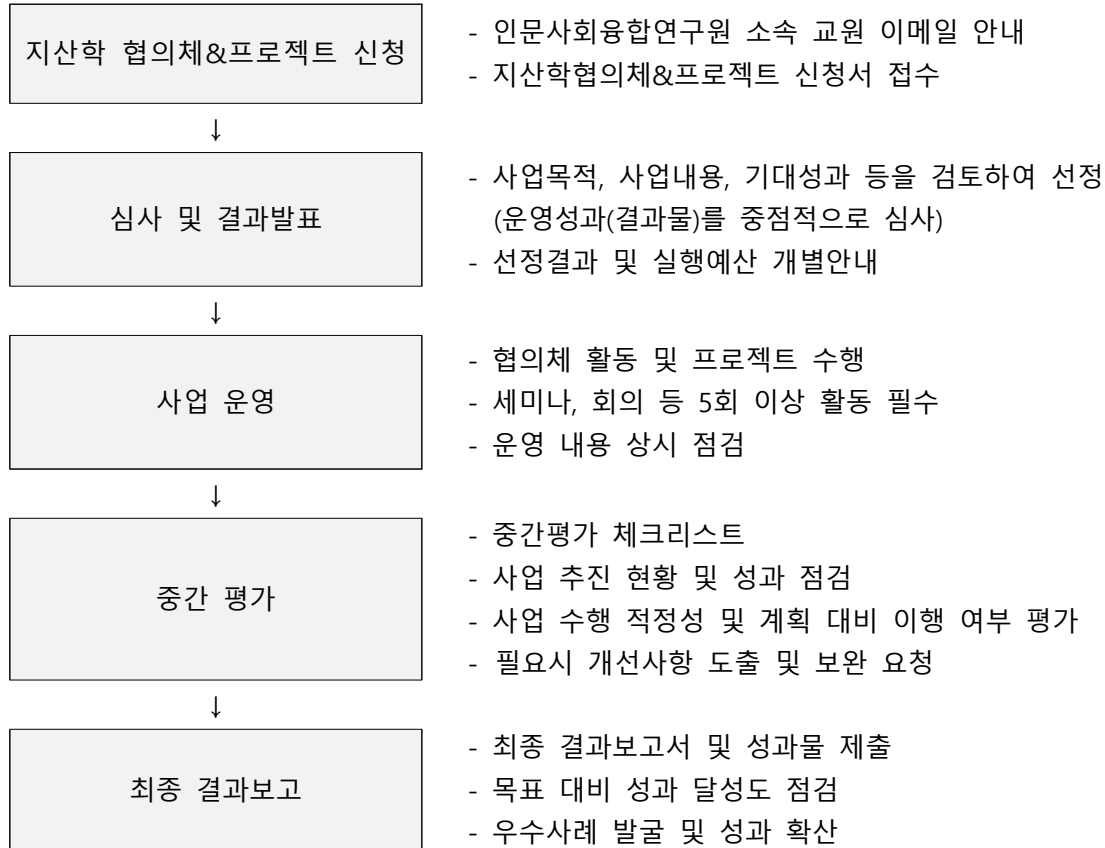 지산학 협의체&프로젝트 신청
- 인문사회융합연구원 소속 교원 이메일 안내
- 지산학협의체&프로젝트 신청서 접수
↓
심사 및 결과발표
- 사업목적, 사업내용, 기대성과 등을 검토하여 선정
(운영성과(결과물)를 중점적으로 심사)
- 선정결과 및 실행예산 개별안내
↓
사업 운영
- 협의체 활동 및 프로젝트 수행
- 세미나, 회의 등 5회 이상 활동 필수
- 운영 내용 상시 점검
↓
중간 평가
- 중간평가 체크리스트
- 사업 추진 현황 및 성과 점검
- 사업 수행 적정성 및 계획 대비 이행 여부 평가
- 필요시 개선사항 도출 및 보완 요청
↓
최종 결과보고
- 최종 결과보고서 및 성과물 제출
- 목표 대비 성과 달성도 점검
- 우수사례 발굴 및 성과 확산